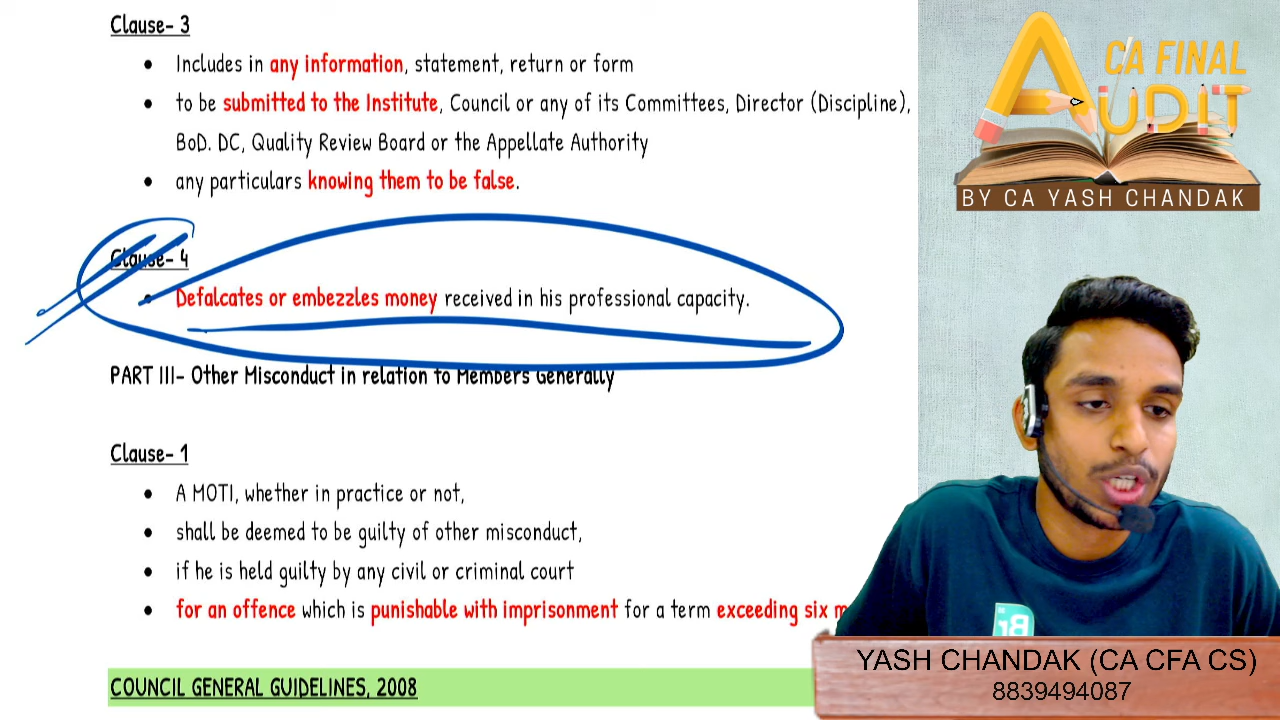 Clause- 3
• Includes in any information, statement, return or form
• to be submitted to the Institute, Council or any of its Committees, Director (Discipline),
BoD. DC, Quality Review Board or the Appellate Authority
• any particulars knowing them to be false.
Clause- 4
• Defalcates or embezzles money received in his professional capacity.
PART III- Other Misconduct in relation to Members Generally
Clause- 1
• A MOTI, whether in practice or not,
• shall be deemed to be guilty of other misconduct,
• if he is held guilty by any civil or criminal court
• for an offence which is punishable with imprisonment for a term exceeding six
COUNCIL GENERAL GUIDELINES, 2008
CA FINAL
AUDIT
BY CA YASH CHANDAK
YASH CHANDAK (CA CFA CS)
8839494087